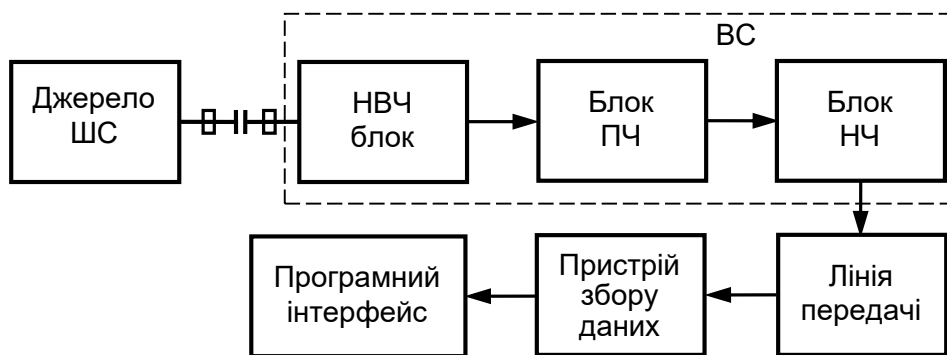 ВС
Джерело
ШС
НВЧ
блок
Блок
ПЧ
Блок
НЧ
Програмний
інтерфейс
Пристрій
збору
даних
Лінія
передачі